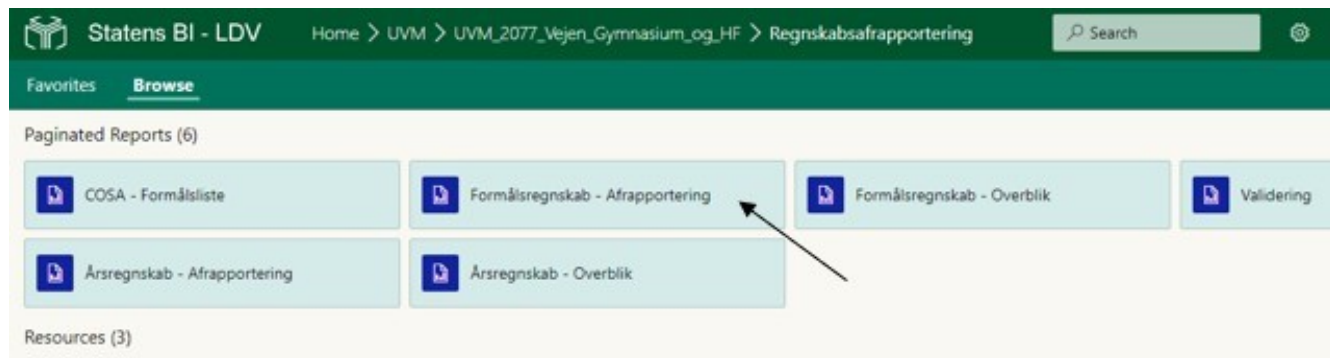 Statens BI - LDV Home > UVM > UVM_2077_Vejen_Gymnasium_og_HF > Regnskabsafrapportering Search
Favorites Browse
Paginated Reports (6)
COSA - Formålsliste Formålsregnskab - Afrapportering Formålsregnskab - Overblik Validering
Årsregnskab - Afrapportering Årsregnskab - Overblik
Resources (3)